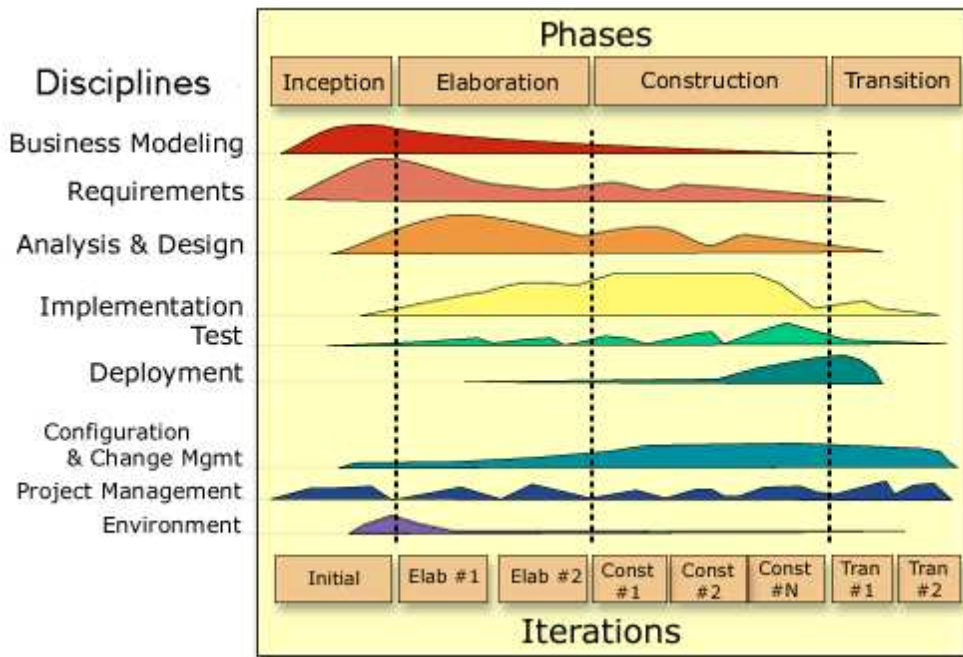 Phases
Disciplines
Inception
Elaboration
Construction
Transition
Business Modeling
Requirements
Analysis & Design
Implementation
Test
Deployment
Configuration
& Change Mgmt
Project Management
Environment
Initial
Elab #1
Elab #2
Const
#1
Const
#2
Const
#N
Tran
#1
Tran
#2
Iterations